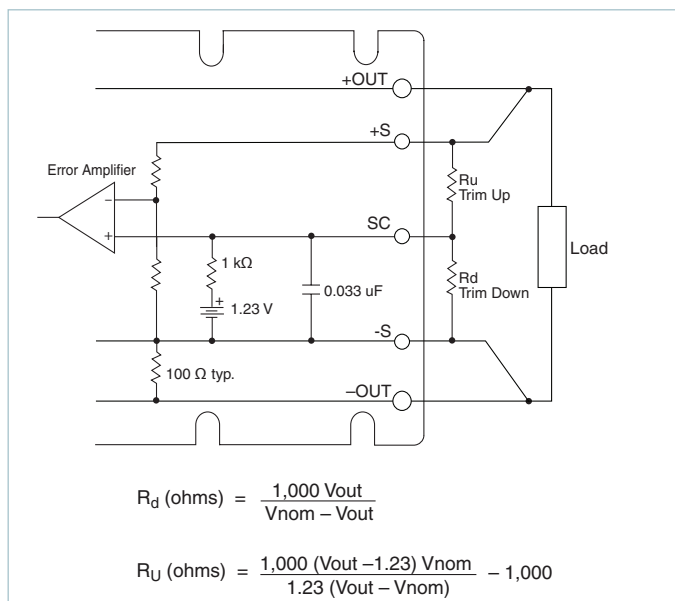 +OUT
+S
Error Amplifier
Ru
Trim Up
–
SC
+
Load
1 kΩ
Rd
Trim Down
0.033 uF
+
1.23 V
-S
100 Ω typ.
–OUT
Rd (ohms) = 1,000 Vout
Vnom – Vout
RU (ohms) = 1,000 (Vout –1.23) Vnom – 1,000
1.23 (Vout – Vnom)